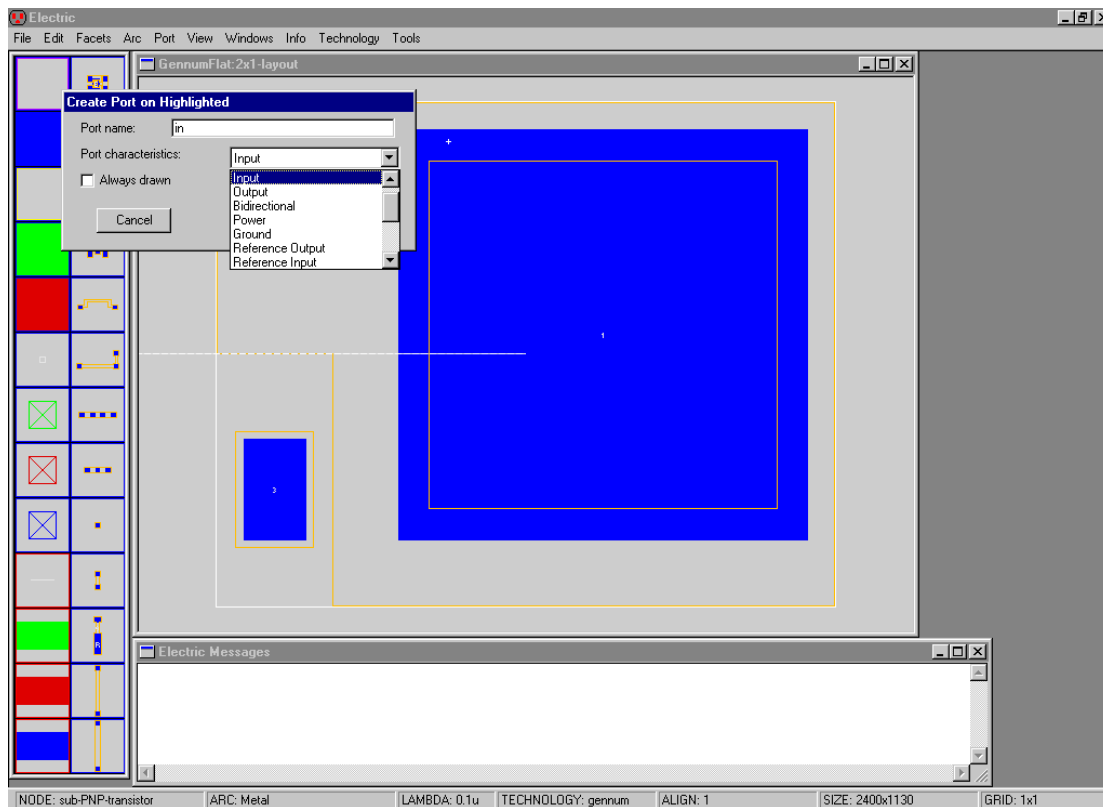 Electric
File Edit Facets Arc Port View Windows Info Technology Tools
GennumFlat:2x1-layout
Create Port on Highlighted
Port name: in
Port characteristics: Input
Always drawn
Input
Output
Bidirectional
Cancel
Power
Ground
Reference Output
Reference Input
1
3
R
Electric Messages
NODE: sub-PNP-transistor ARC: Metal LAMBDA: 0.1u TECHNOLOGY: gennum ALIGN: 1 SIZE: 2400x1130 GRID: 1x1